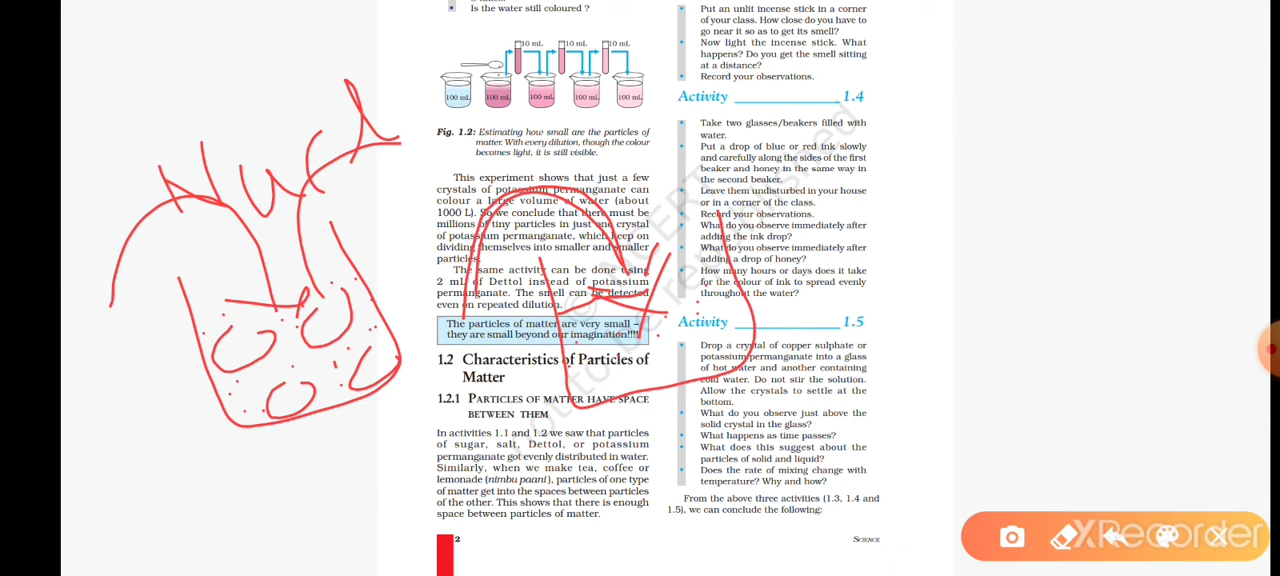 Is the water still coloured ?
10 mL
10 mL
10 mL
100 mL
100 mL
100 mL
100 mL
100 mL
Fig. 1.2: Estimating how small are the particles of
matter. With every dilution, though the colour
becomes light, it is still visible.
This experiment shows that just a few
crystals of potassium permanganate can
colour a large volume of water (about
1000 L). So we conclude that there must be
millions of tiny particles in just one crystal
of potassium permanganate, which keep on
dividing themselves into smaller and smaller
particles.
The same activity can be done using
2 mL of Dettol instead of potassium
permanganate. The smell can be detected
even on repeated dilution.
The particles of matter are very small –
they are small beyond our imagination!!!!
1.2 Characteristics of Particles of
Matter
1.2.1 PARTICLES OF MATTER HAVE SPACE
BETWEEN THEM
In activities 1.1 and 1.2 we saw that particles
of sugar, salt, Dettol, or potassium
permanganate got evenly distributed in water.
Similarly, when we make tea, coffee or
lemonade (nimbu paani), particles of one type
of matter get into the spaces between particles
of the other. This shows that there is enough
space between particles of matter.
2
Put an unlit incense stick in a corner
of your class. How close do you have to
go near it so as to get its smell?
Now light the incense stick. What
happens? Do you get the smell sitting
at a distance?
Record your observations.
Activity 1.4
Take two glasses/beakers filled with
water.
Put a drop of blue or red ink slowly
and carefully along the sides of the first
beaker and honey in the same way in
the second beaker.
Leave them undisturbed in your house
or in a corner of the class.
Record your observations.
What do you observe immediately after
adding the ink drop?
What do you observe immediately after
adding a drop of honey?
How many hours or days does it take
for the colour of ink to spread evenly
throughout the water?
Activity 1.5
Drop a crystal of copper sulphate or
potassium permanganate into a glass
of hot water and another containing
cold water. Do not stir the solution.
Allow the crystals to settle at the
bottom.
What do you observe just above the
solid crystal in the glass?
What happens as time passes?
What does this suggest about the
particles of solid and liquid?
Does the rate of mixing change with
temperature? Why and how?
From the above three activities (1.3, 1.4 and
1.5), we can conclude the following:
SCIENCE
© NCERT
not to be republished
XRecorder